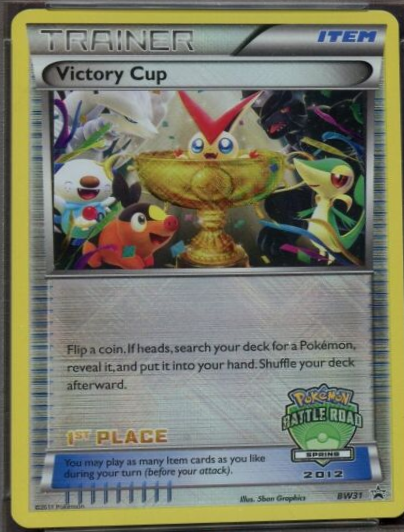 TRAINER
ITEM
Victory Cup
Flip a coin. If heads, search your deck for a Pokémon,
reveal it, and put it into your hand. Shuffle your deck
afterward.
1ST PLACE
Pokémon
BATTLE ROAD
SPRING
2012
You may play as many Item cards as you like
during your turn (before your attack).
©2011 Pokémon
Illus. 5ban Graphics
BW31